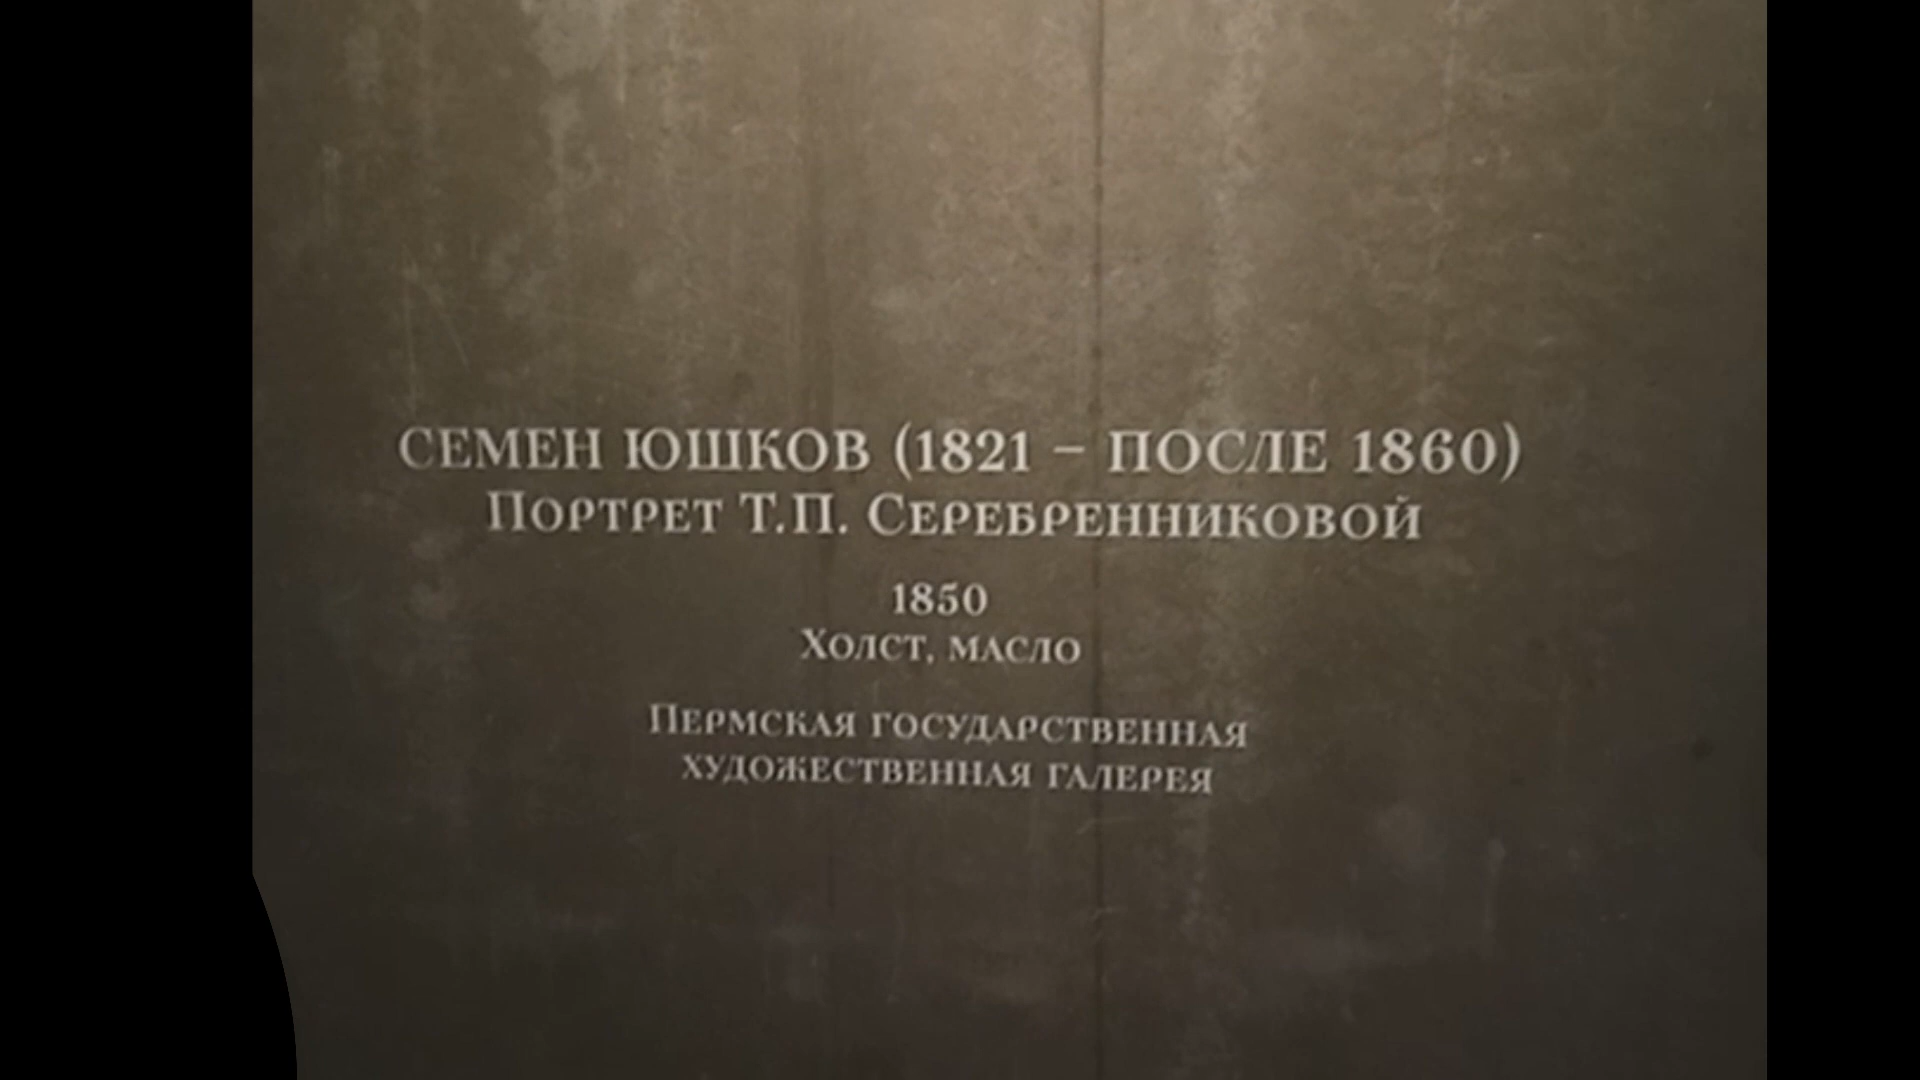 СЕМЕН ЮШКОВ (1821 – ПОСЛЕ 1860)
Портрет Т.П. Серебренниковой
1850
Холст, масло
Пермская государственная
художественная галерея